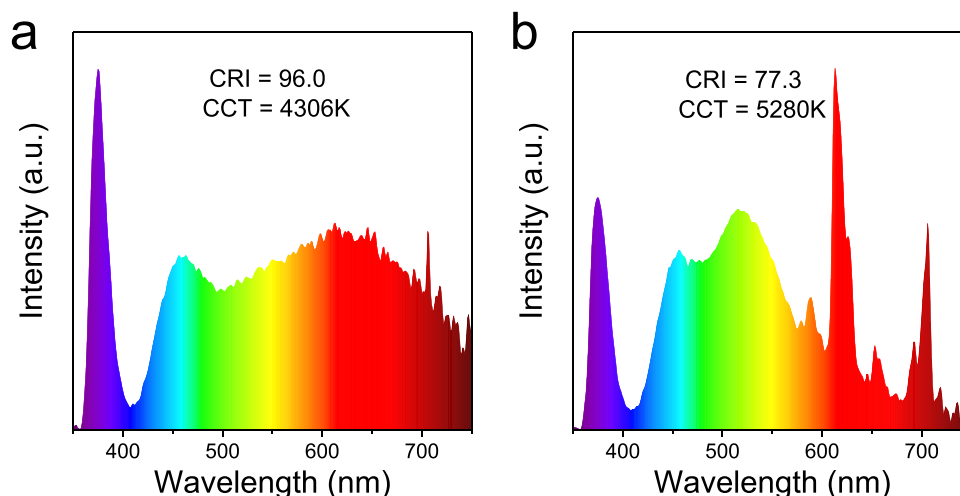 a
CRI = 96.0
CCT = 4306K
Intensity (a.u.)
400 500 600 700
Wavelength (nm)
b
CRI = 77.3
CCT = 5280K
Intensity (a.u.)
400 500 600 700
Wavelength (nm)